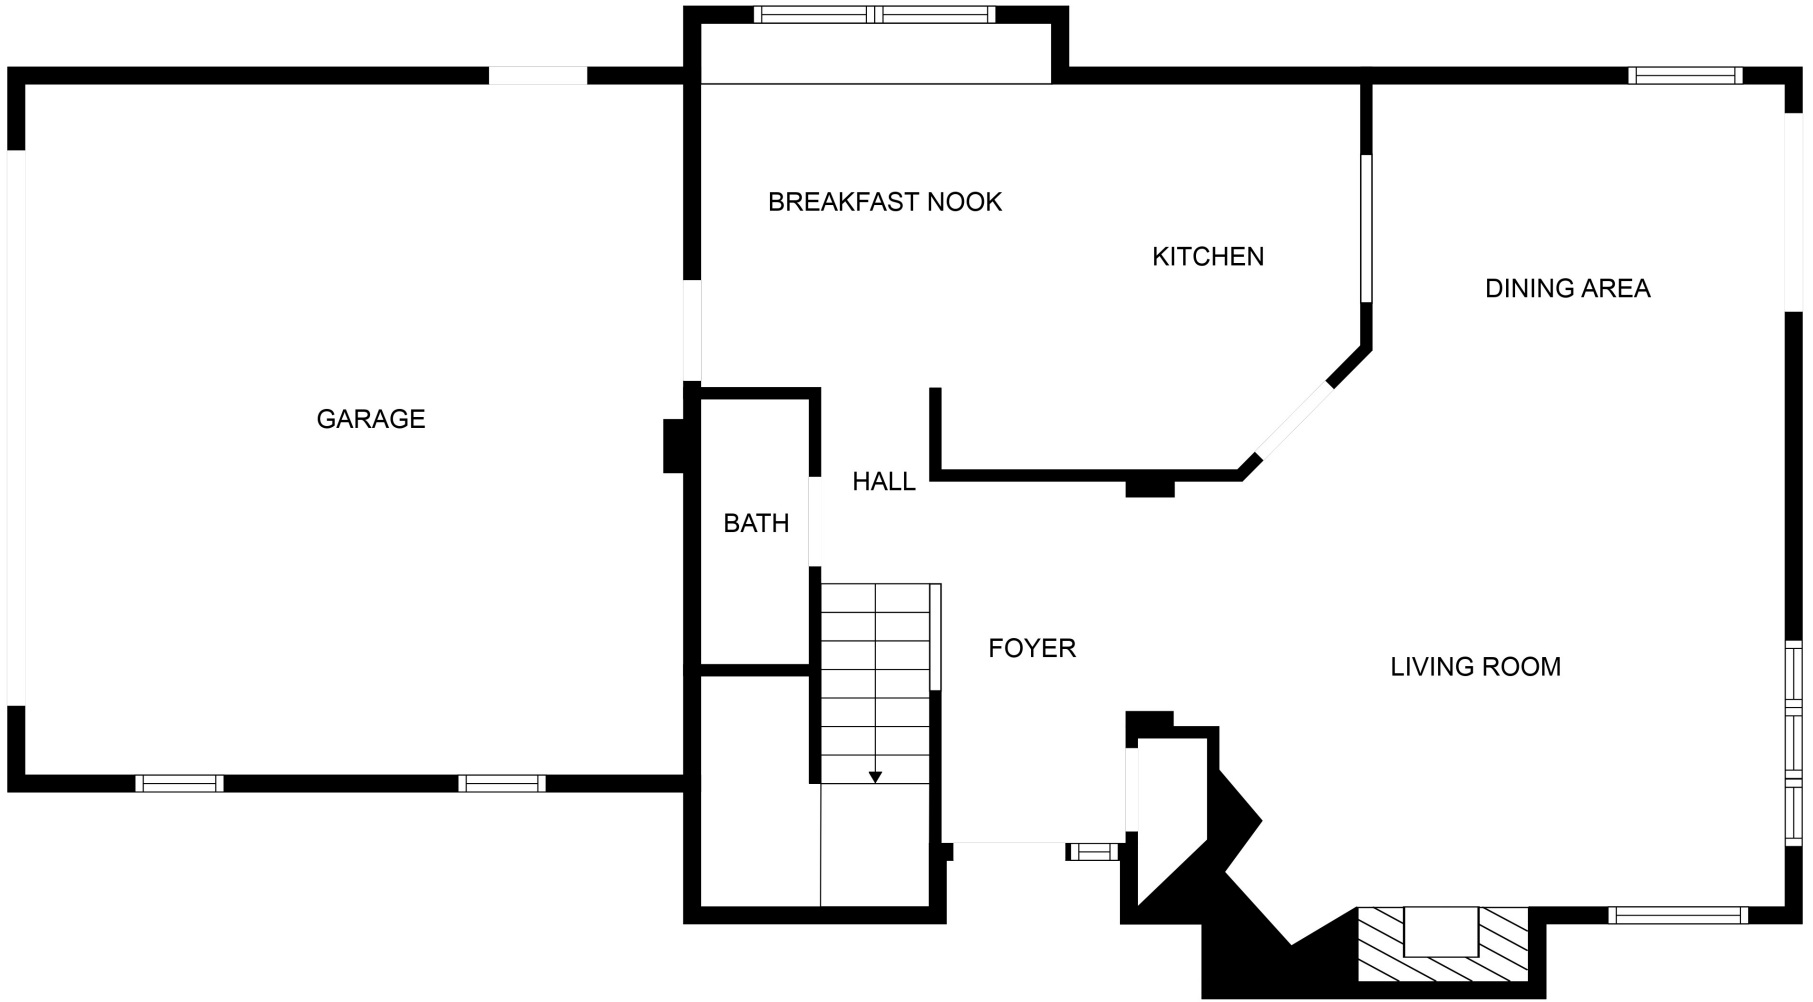 BREAKFAST NOOK
KITCHEN
DINING AREA
GARAGE
HALL
BATH
FOYER
LIVING ROOM